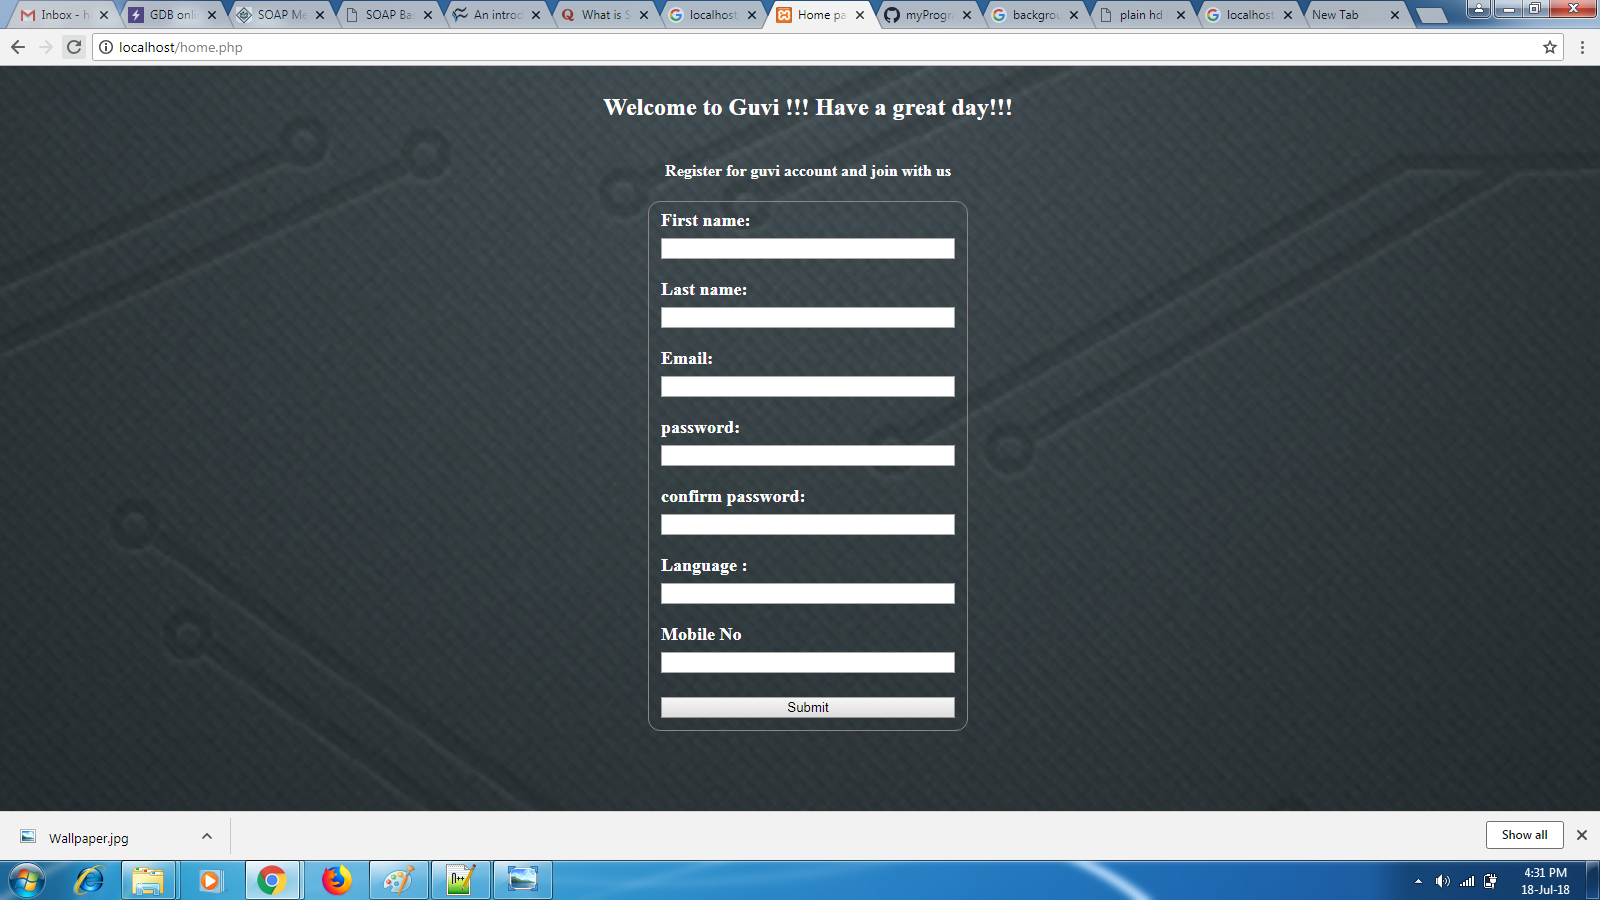 Inbox - h
GDB onli
SOAP Me
SOAP Ba
An introd
What is S
localhost
Home pa
myProgr
backgrou
plain hd
localhost
New Tab
localhost/home.php
Welcome to Guvi !!! Have a great day!!!
Register for guvi account and join with us
First name:
Last name:
Email:
password:
confirm password:
Language :
Mobile No
Submit
Wallpaper.jpg
Show all
4:31 PM
18-Jul-18